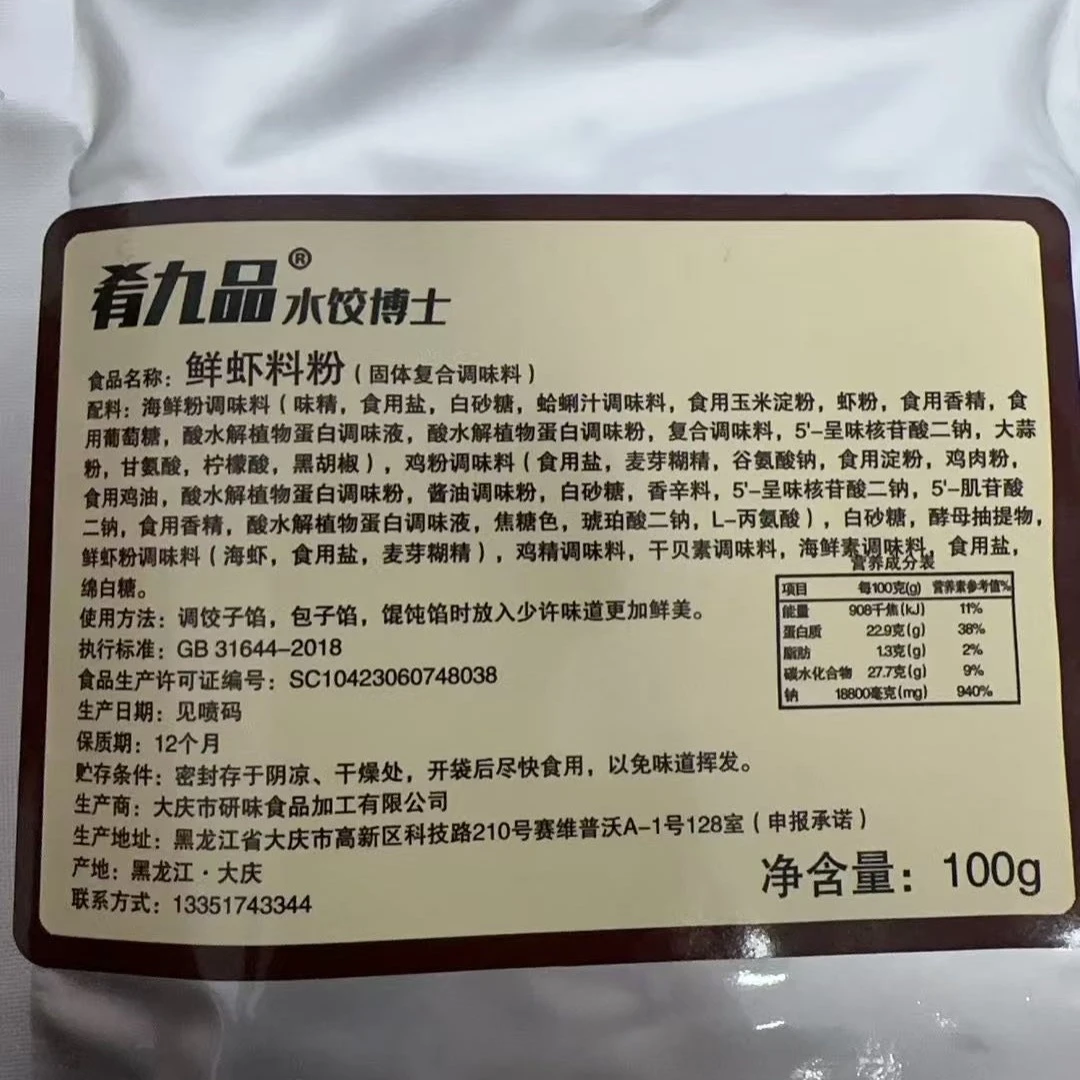 肴九品®水饺博士
食品名称：鲜虾料粉（固体复合调味料）
配料：海鲜粉调味料（味精，食用盐，白砂糖，蛤蜊汁调味料，食用玉米淀粉，虾粉，食用香精，食
用葡萄糖，酸水解植物蛋白调味液，酸水解植物蛋白调味粉，复合调味料，5'-呈味核苷酸二钠，大蒜
粉，甘氨酸，柠檬酸，黑胡椒），鸡粉调味料（食用盐，麦芽糊精，谷氨酸钠，食用淀粉，鸡肉粉，
食用鸡油，酸水解植物蛋白调味粉，酱油调味粉，白砂糖，香辛料，5'-呈味核苷酸二钠，5'-肌苷酸
二钠，食用香精，酸水解植物蛋白调味液，焦糖色，琥珀酸二钠，L-丙氨酸），白砂糖，酵母抽提物，
鲜虾粉调味料（海虾，食用盐，麦芽糊精），鸡精调味料，干贝素调味料，海鲜素调味料，食用盐，
绵白糖。
使用方法：调饺子馅，包子馅，馄饨馅时放入少许味道更加鲜美。
执行标准：GB 31644-2018
食品生产许可证编号：SC10423060748038
生产日期：见喷码
保质期：12个月
贮存条件：密封存于阴凉、干燥处，开袋后尽快食用，以免味道挥发。
生产商：大庆市研味食品加工有限公司
生产地址：黑龙江省大庆市高新区科技路210号赛维普沃A-1号128室（申报承诺）
产地：黑龙江·大庆
联系方式：13351743344
营养成分表
项目 每100克(g) 营养素参考值%
能量 908千焦(kJ) 11%
蛋白质 22.9克(g) 38%
脂肪 1.3克(g) 2%
碳水化合物 27.7克(g) 9%
钠 18800毫克(mg) 940%
净含量：100g